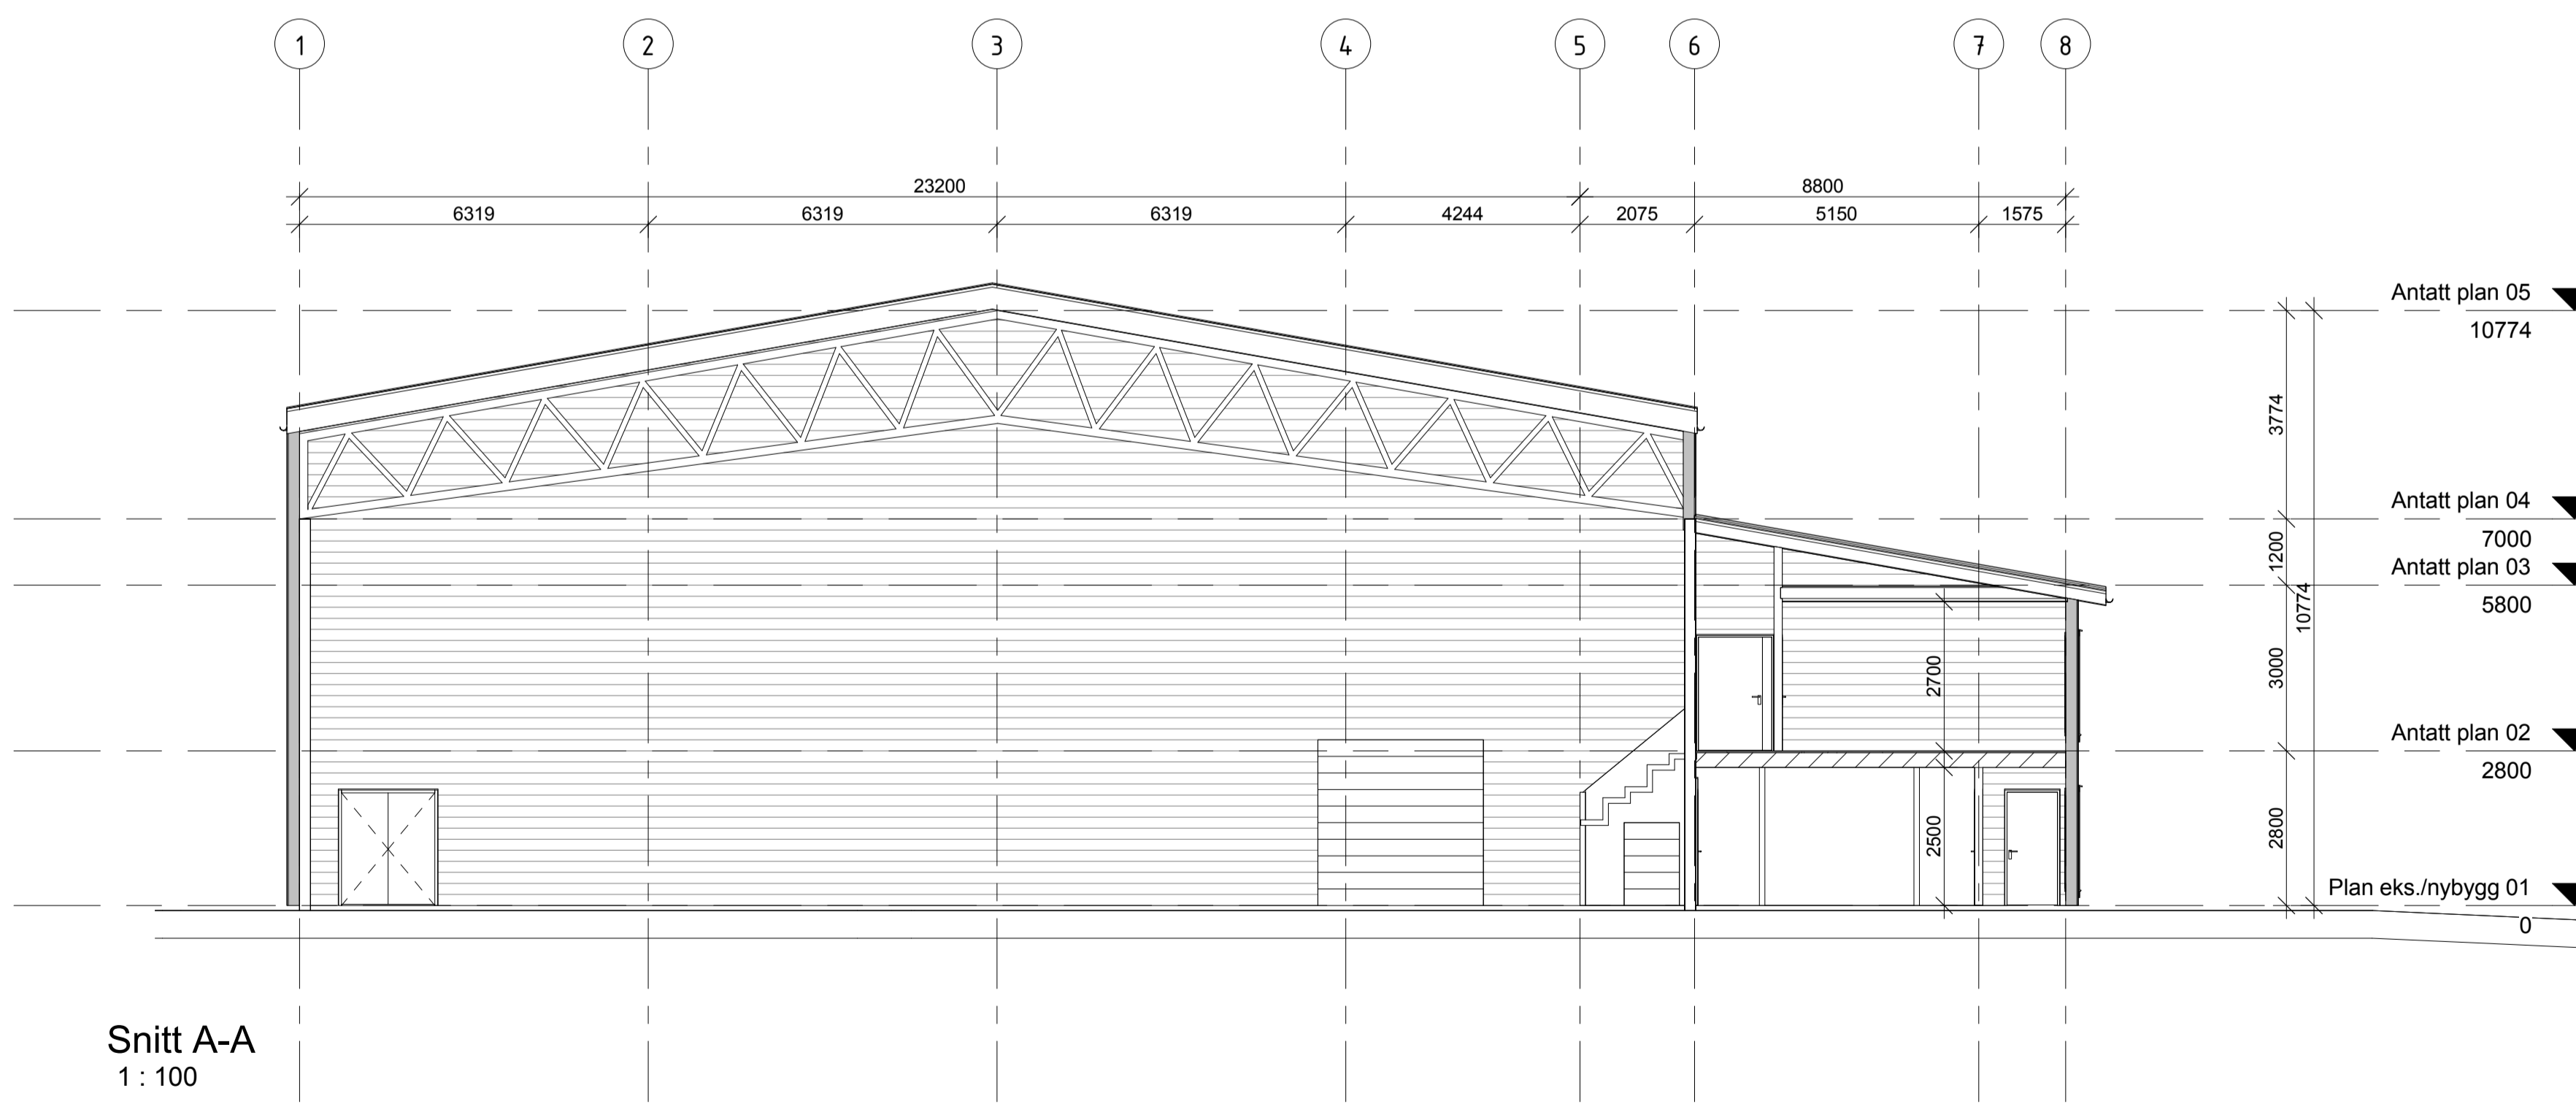 1 2 3 4 5 6 7 8
23200 8800
6319 6319 6319 4244 2075 5150 1575
Antatt plan 05
10774
3774
Antatt plan 04
7000
1200
Antatt plan 03
5800
10774
2700
3000
Antatt plan 02
2800
2500
2800
Plan eks./nybygg 01
0
Snitt A-A
1 : 100